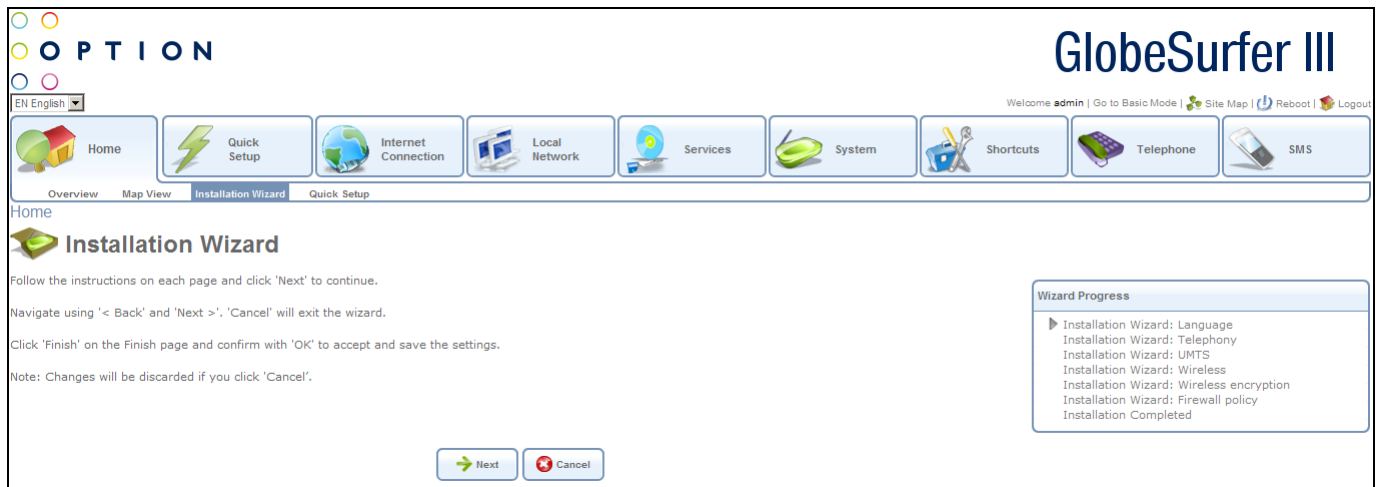 OPTION
GlobeSurfer III
EN English
Welcome admin | Go to Basic Mode | Site Map | Reboot | Logout
Home
Quick Setup
Internet Connection
Local Network
Services
System
Shortcuts
Telephone
SMS
Overview Map View Installation Wizard Quick Setup
Home
Installation Wizard
Follow the instructions on each page and click 'Next' to continue.
Navigate using '< Back' and 'Next >'. 'Cancel' will exit the wizard.
Click 'Finish' on the Finish page and confirm with 'OK' to accept and save the settings.
Note: Changes will be discarded if you click 'Cancel'.
Wizard Progress
Installation Wizard: Language
Installation Wizard: Telephony
Installation Wizard: UMTS
Installation Wizard: Wireless
Installation Wizard: Wireless encryption
Installation Wizard: Firewall policy
Installation Completed
Next
Cancel